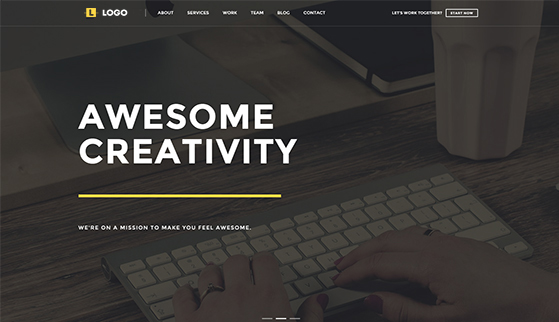 L LOGO ABOUT SERVICES WORK TEAM BLOG CONTACT LET'S WORK TOGETHER? START NOW
AWESOME
CREATIVITY
WE'RE ON A MISSION TO MAKE YOU FEEL AWESOME.